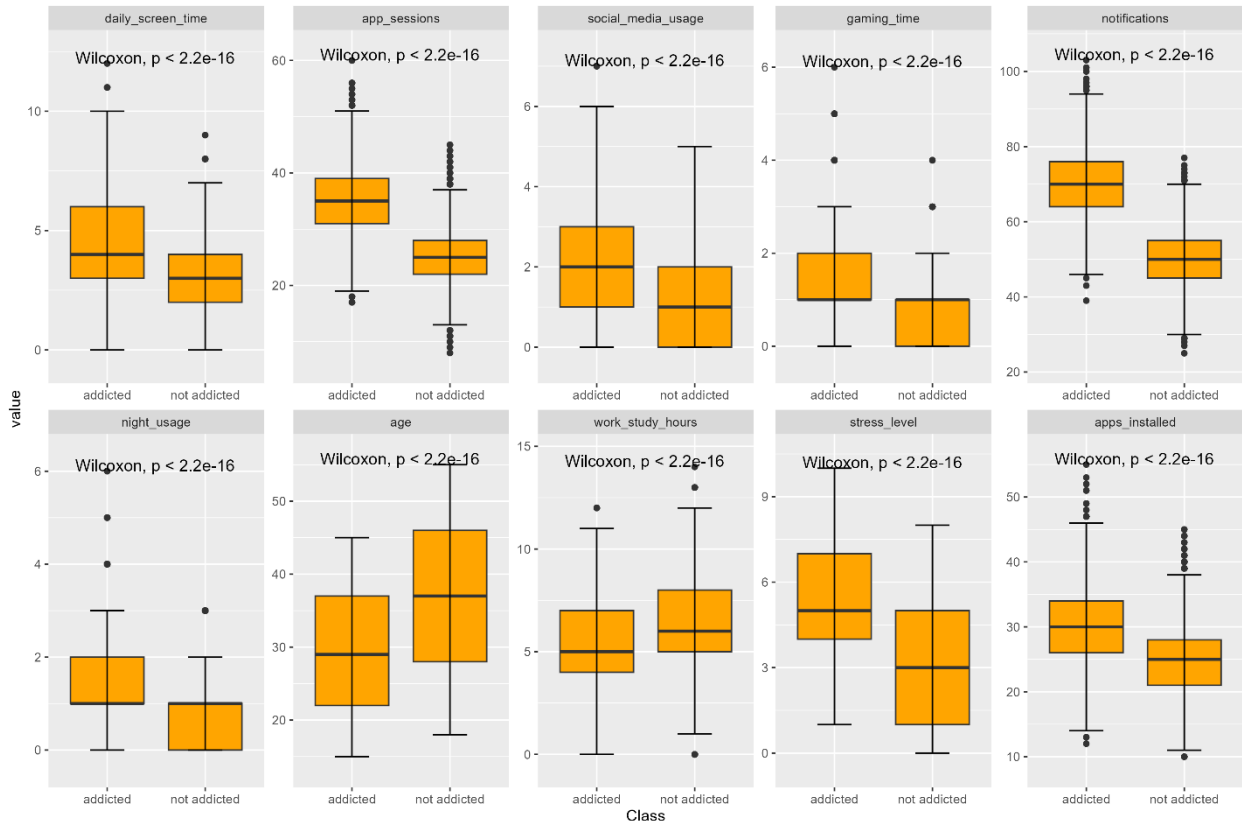 daily_screen_time
app_sessions
social_media_usage
gaming_time
notifications
Wilcoxon, p < 2.2e-16
Wilcoxon, p < 2.2e-16
Wilcoxon, p < 2.2e-16
Wilcoxon, p < 2.2e-16
Wilcoxon, p < 2.2e-16
10
5
0
60
40
20
6
4
2
0
6
4
2
0
100
80
60
40
20
addicted
not addicted
addicted
not addicted
addicted
not addicted
addicted
not addicted
addicted
not addicted
value
night_usage
age
work_study_hours
stress_level
apps_installed
Wilcoxon, p < 2.2e-16
Wilcoxon, p < 2.2e-16
Wilcoxon, p < 2.2e-16
Wilcoxon, p < 2.2e-16
Wilcoxon, p < 2.2e-16
6
4
2
0
50
40
30
20
15
10
5
0
9
6
3
0
50
40
30
20
10
addicted
not addicted
addicted
not addicted
addicted
not addicted
addicted
not addicted
addicted
not addicted
Class